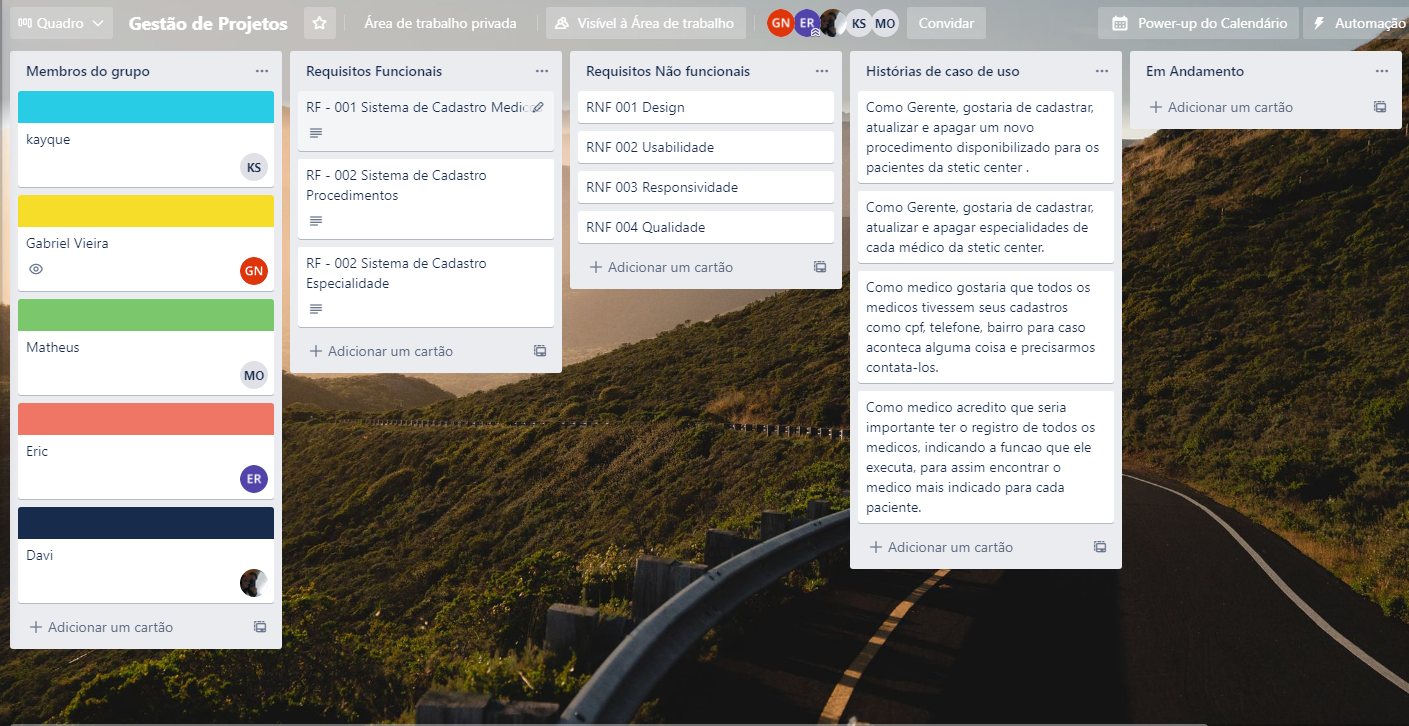 Quadro
Gestão de Projetos
Área de trabalho privada
Visível à Área de trabalho
GN
ER
KS
MO
Convidar
Power-up do Calendário
Automação
Membros do grupo
kayque
KS
Gabriel Vieira
GN
Matheus
MO
Eric
ER
Davi
Adicionar um cartão
Requisitos Funcionais
RF - 001 Sistema de Cadastro Medico
RF - 002 Sistema de Cadastro
Procedimentos
RF - 002 Sistema de Cadastro
Especialidade
Adicionar um cartão
Requisitos Não funcionais
RNF 001 Design
RNF 002 Usabilidade
RNF 003 Responsividade
RNF 004 Qualidade
Adicionar um cartão
Histórias de caso de uso
Como Gerente, gostaria de cadastrar,
atualizar e apagar um novo
procedimento disponibilizado para os
pacientes da stetic center .
Como Gerente, gostaria de cadastrar,
atualizar e apagar especialidades de
cada médico da stetic center.
Como medico gostaria que todos os
medicos tivessem seus cadastros
como cpf, telefone, bairro para caso
aconteca alguma coisa e precisarmos
contata-los.
Como medico acredito que seria
importante ter o registro de todos os
medicos, indicando a funcao que ele
executa, para assim encontrar o
medico mais indicado para cada
paciente.
Adicionar um cartão
Em Andamento
Adicionar um cartão